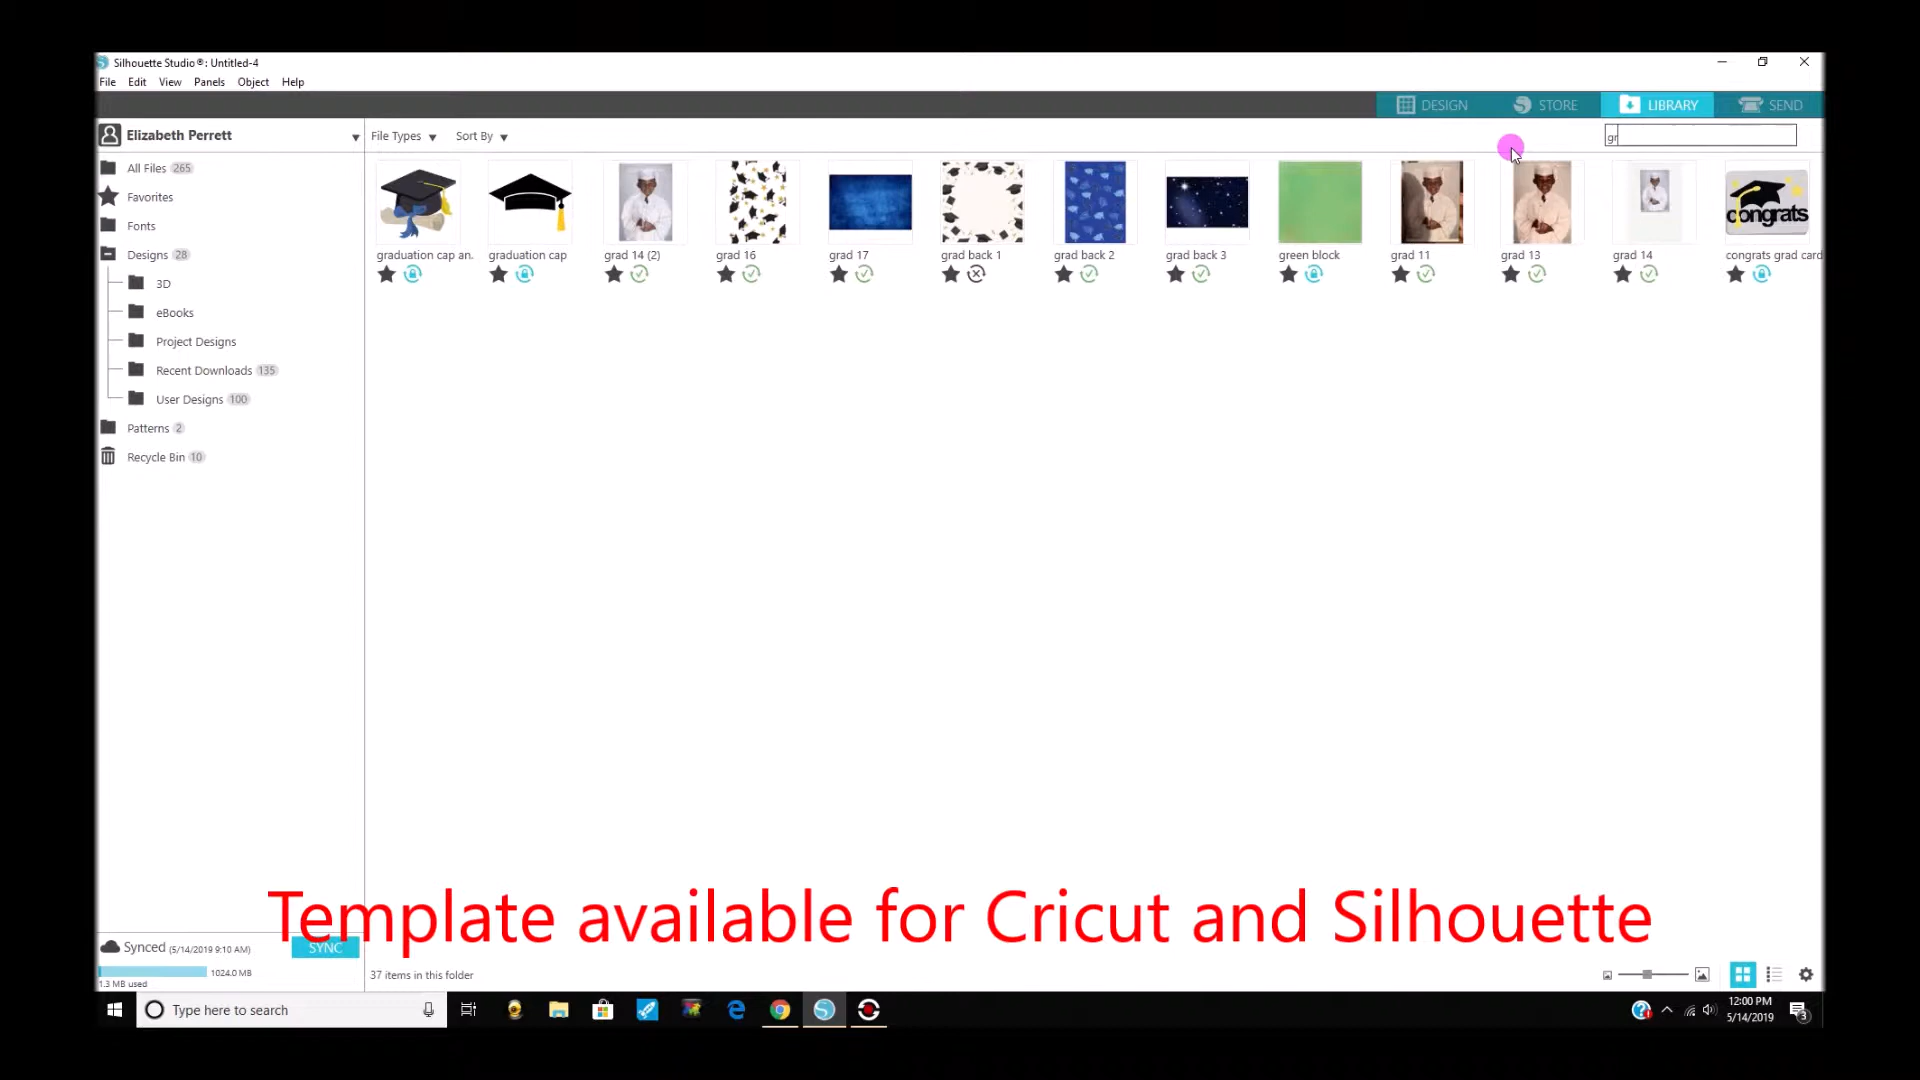 Silhouette Studio®: Untitled-4
File Edit View Panels Object Help
DESIGN STORE LIBRARY SEND
Elizabeth Perrett
File Types Sort By
gr
All Files 265
Favorites
Fonts
Designs 28
3D
eBooks
Project Designs
Recent Downloads 135
User Designs 100
Patterns 2
Recycle Bin 10
congrats
graduation cap an. graduation cap grad 14 (2) grad 16 grad 17 grad back 1 grad back 2 grad back 3 green block grad 11 grad 13 grad 14 congrats grad card
Template available for Cricut and Silhouette
Synced (5/14/2019 9:10 AM) SYNC
1024.0 MB
1.3 MB used
37 items in this folder
Type here to search
12:00 PM
5/14/2019
3